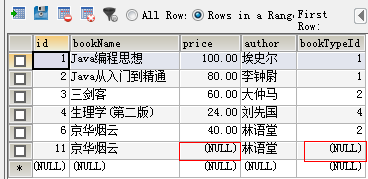 All Rows Rows in a Rang First Row:
id bookName price author bookTypeId
1 Java编程思想 100.00 埃史尔 1
2 Java从入门到精通 80.00 李钟尉 1
3 三剑客 60.00 大仲马 2
4 生理学(第二版) 24.00 刘先国 4
6 京华烟云 40.00 林语堂 2
11 京华烟云 (NULL) 林语堂 (NULL)
* (NULL) (NULL) (NULL) (NULL) (NULL)